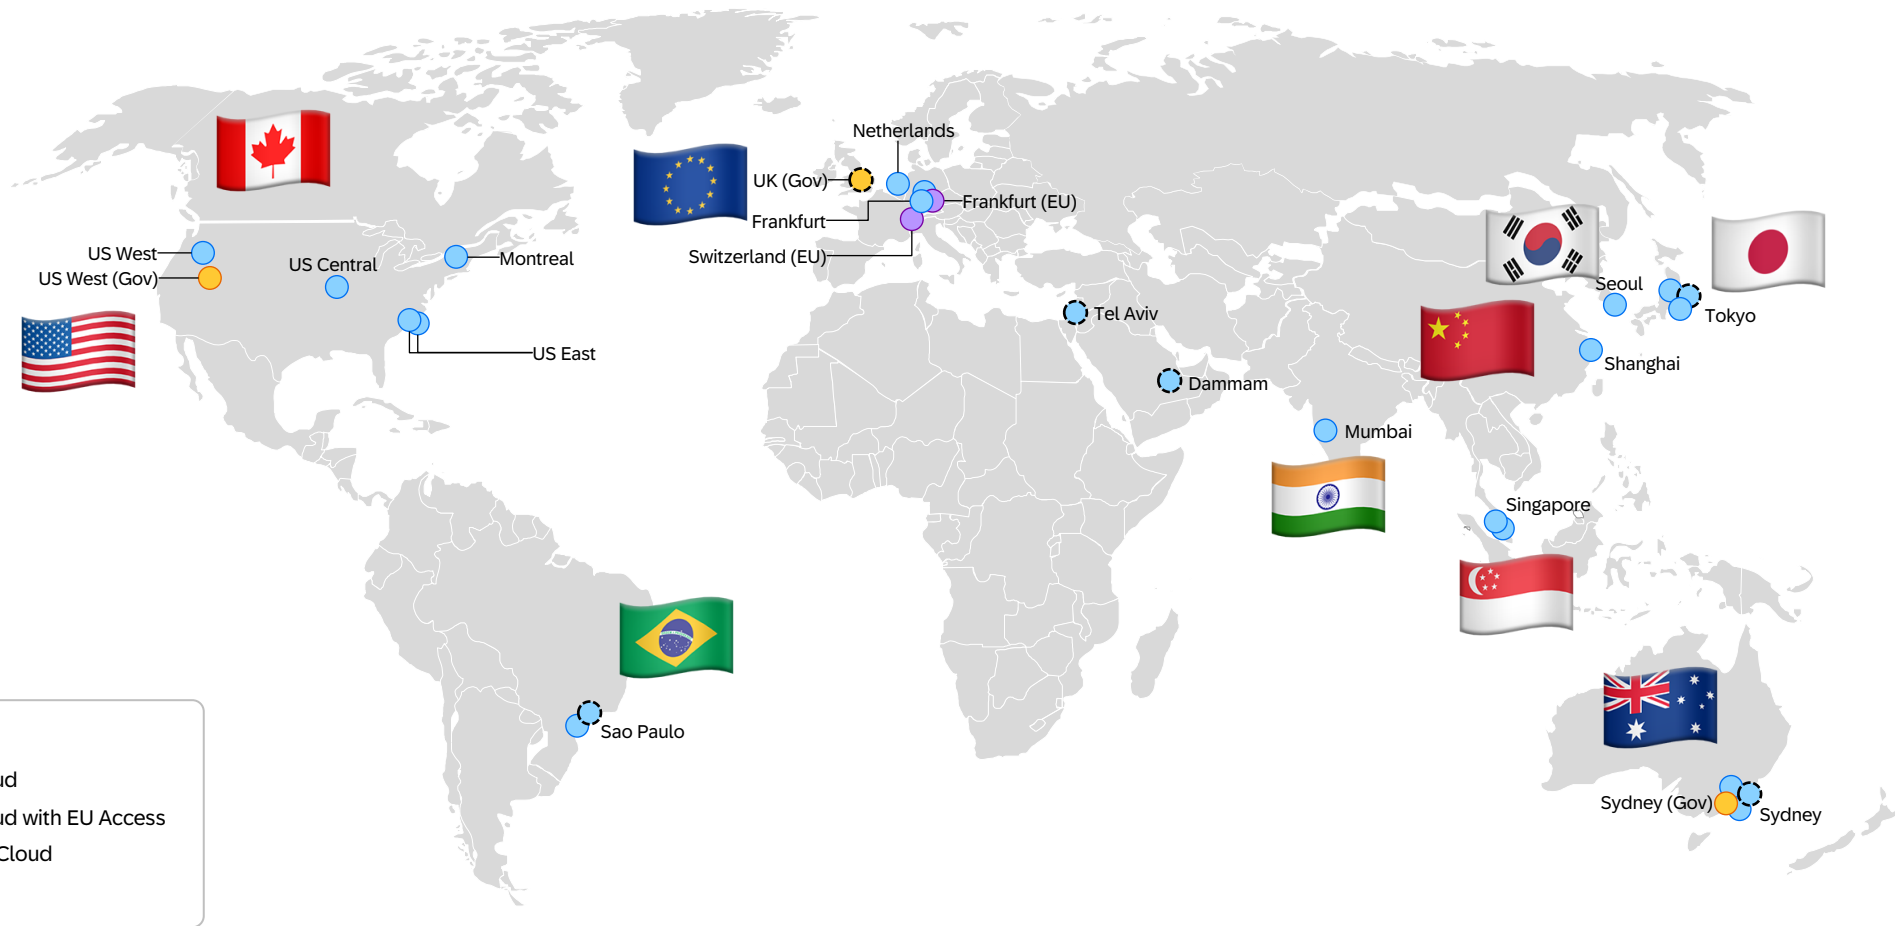 Netherlands
UK (Gov)
Frankfurt (EU)
Frankfurt
Switzerland (EU)
US West
US West (Gov)
US Central
Montreal
US East
Seoul
Tokyo
Tel Aviv
Shanghai
Dammam
Mumbai
Singapore
Sao Paulo
Sydney (Gov)
Sydney
ud
ud with EU Access
Cloud